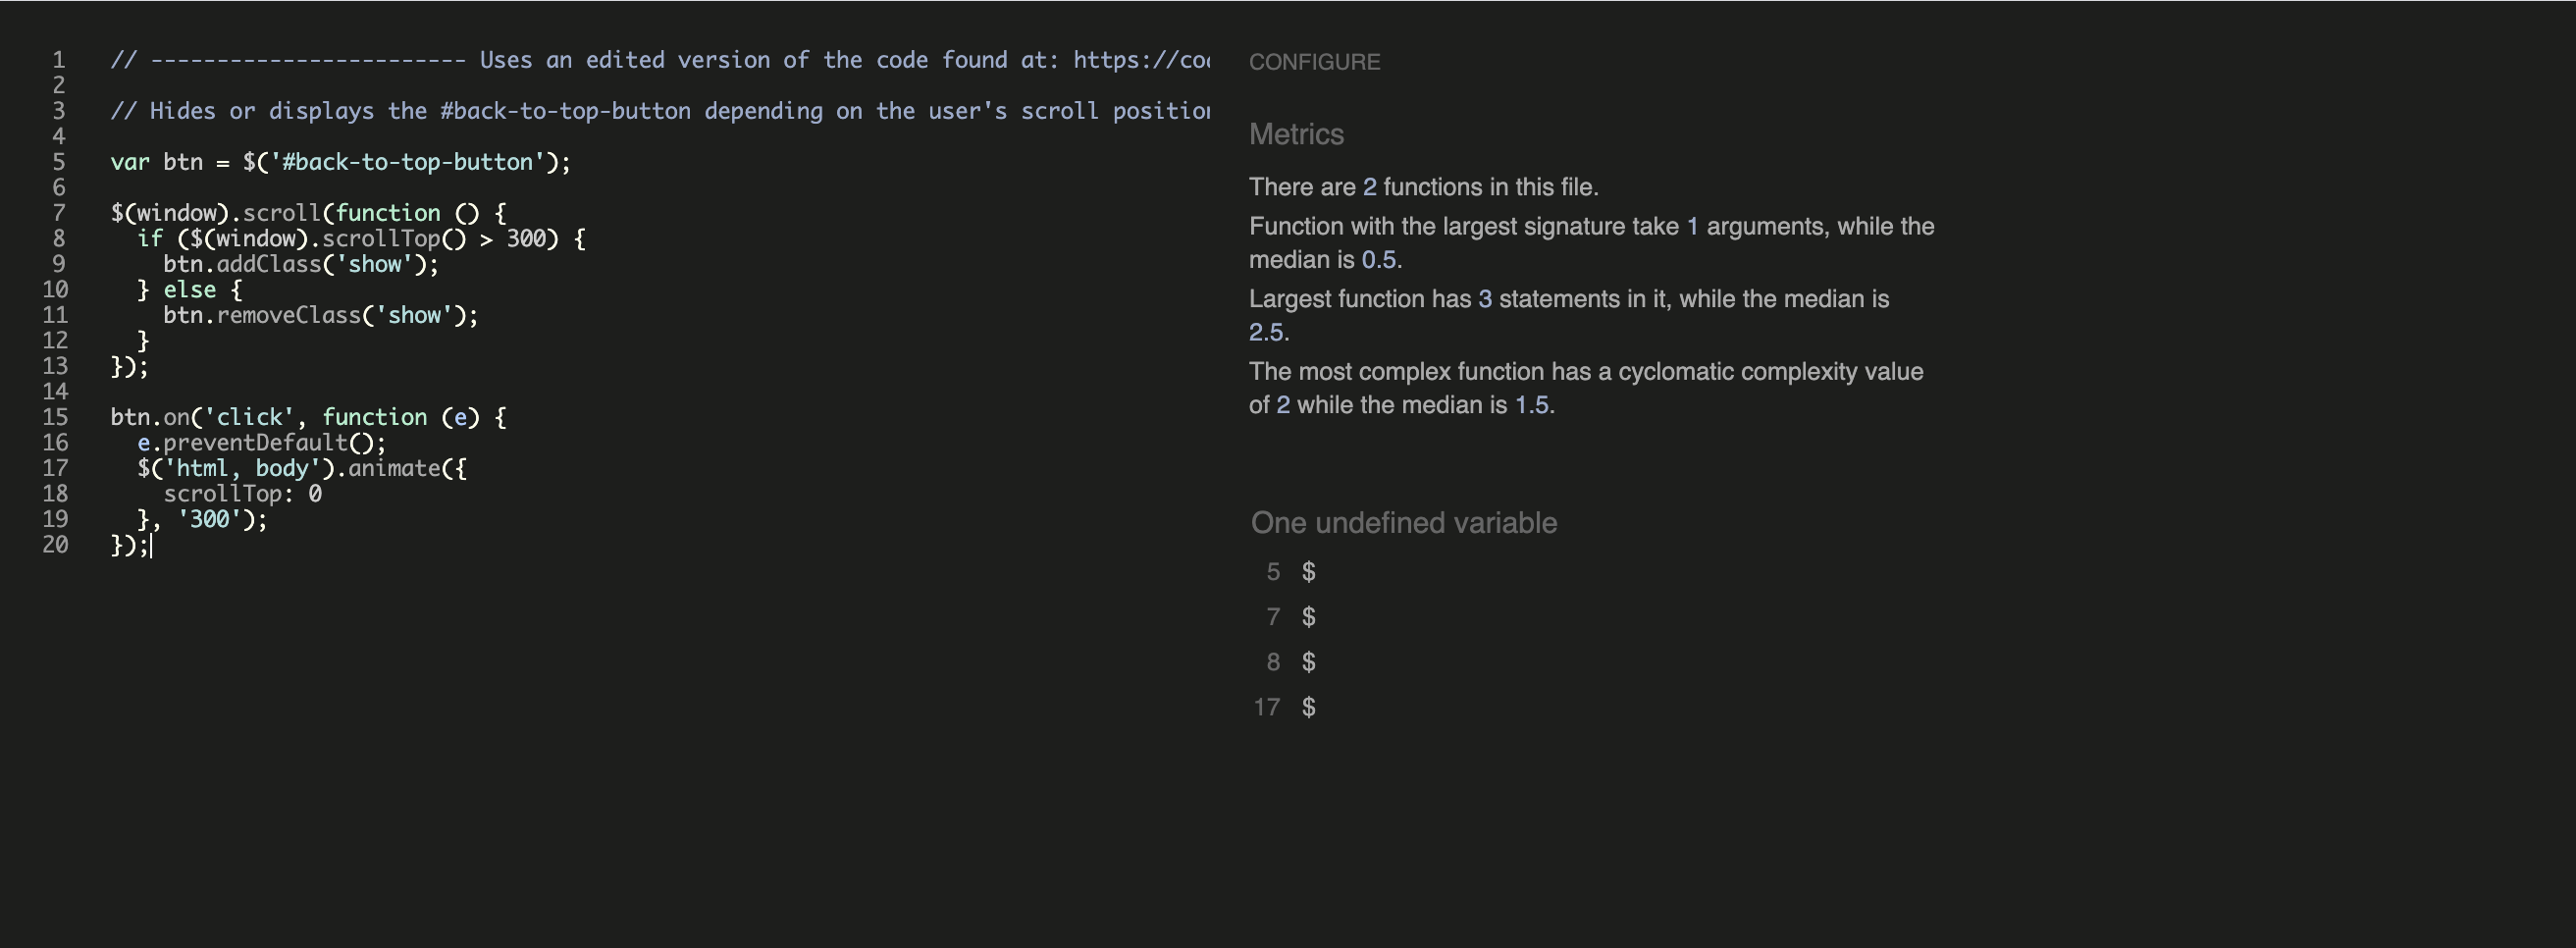 1 // ------------------------ Uses an edited version of the code found at:
2
3 // Hides or displays the #back-to-top-button depending on the user's scroll
4
5 var btn = $('#back-to-top-button');
6
7 $(window).scroll(function () {
8   if ($(window).scrollTop() > 300) {
9     btn.addClass('show');
10   } else {
11     btn.removeClass('show');
12   }
13 });
14
15 btn.on('click', function (e) {
16   e.preventDefault();
17   $('html, body').animate({
18     scrollTop: 0
19   }, '300');
20 });
CONFIGURE
Metrics
There are 2 functions in this file.
Function with the largest signature take 1 arguments, while the
median is 0.5.
Largest function has 3 statements in it, while the median is
2.5.
The most complex function has a cyclomatic complexity value
of 2 while the median is 1.5.
One undefined variable
5 $
7 $
8 $
17 $